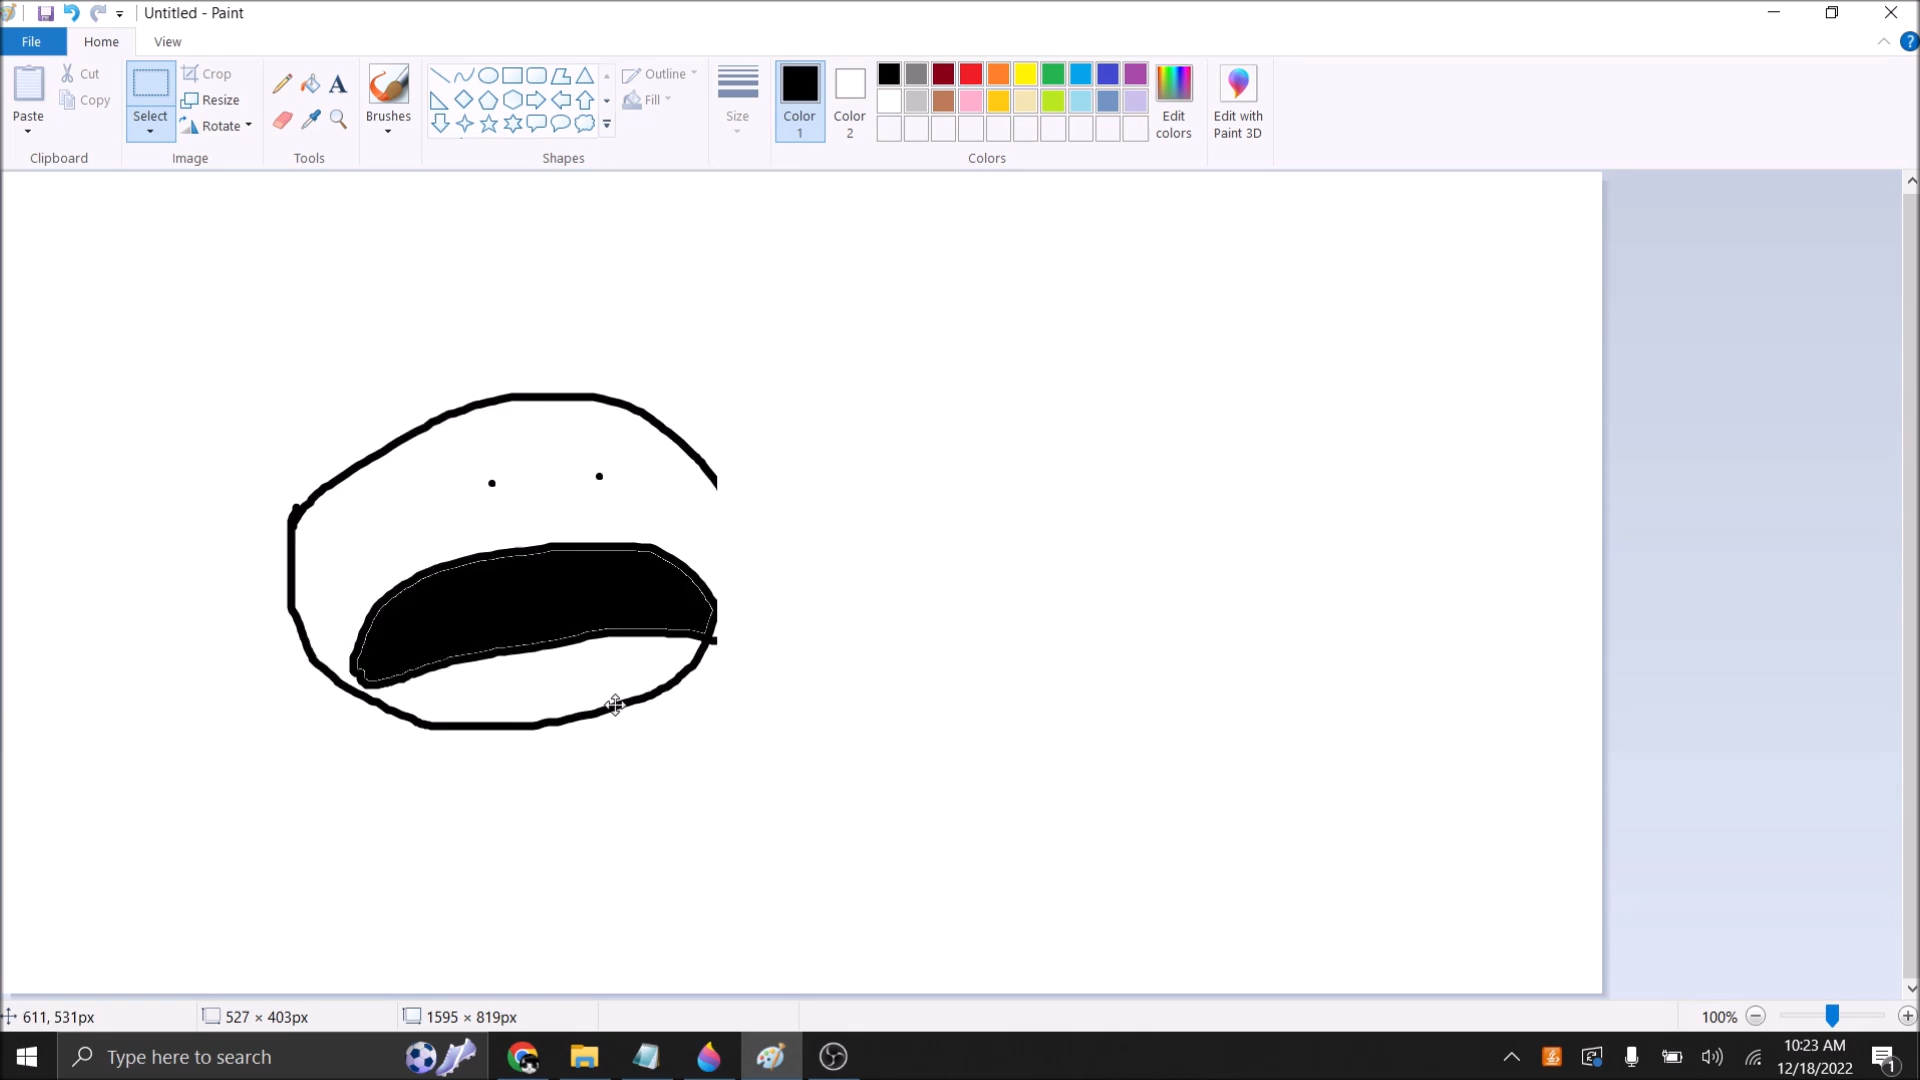 Untitled - Paint
File
Home
View
Paste
Cut
Copy
Clipboard
Select
Crop
Resize
Rotate
Image
A
Tools
Brushes
Outline
Fill
Shapes
Size
Color
1
Color
2
Edit
colors
Colors
Edit with
Paint 3D
?
611, 531px
527 × 403px
1595 × 819px
100%
Type here to search
10:23 AM
12/18/2022
1